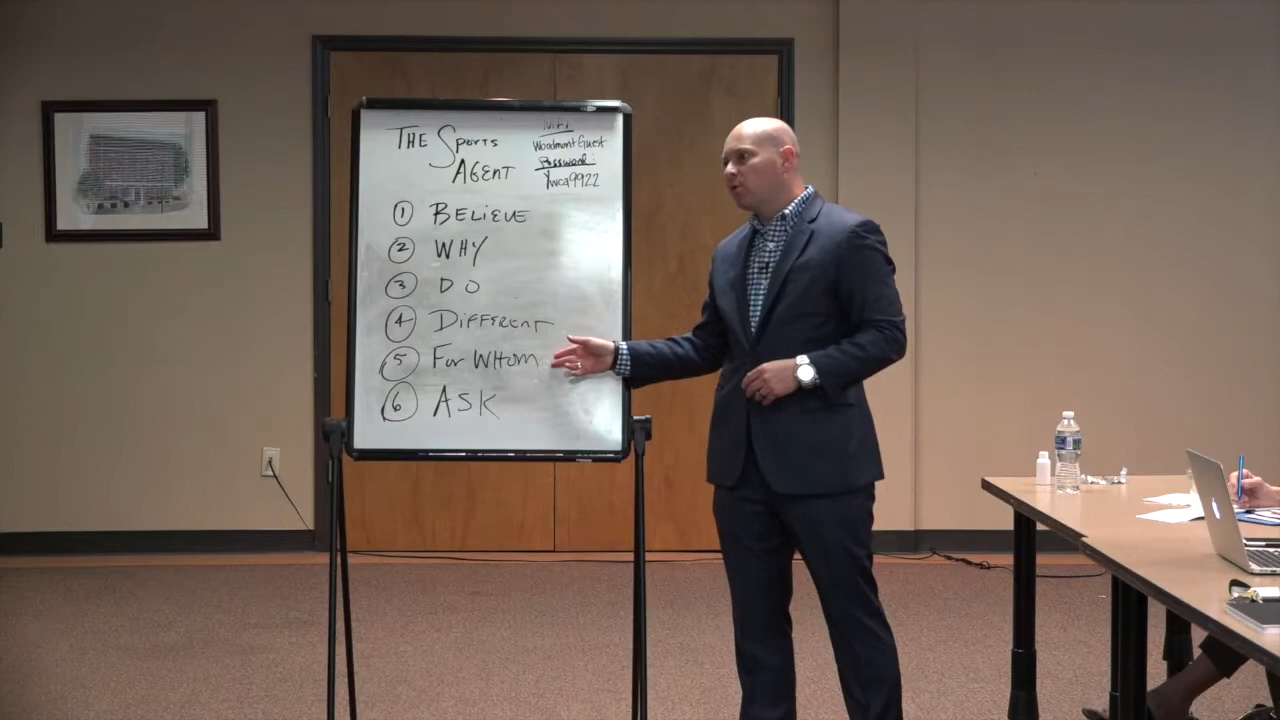 THE Sports
AGENT
WiFi
Woodmont Guest
Password:
Ywca9922
① BELIEVE
② WHY
③ DO
④ DIFFERENT
⑤ For WHom
⑥ ASK